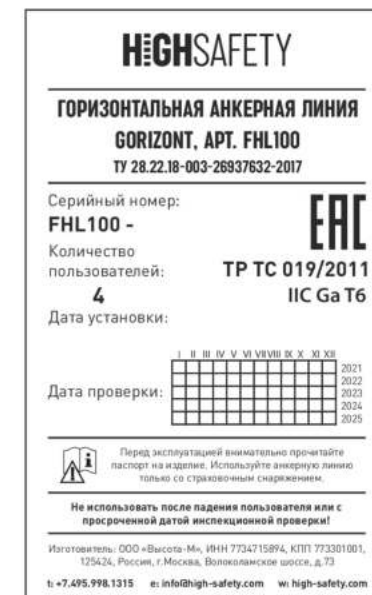 HIGHSAFETY
ГОРИЗОНТАЛЬНАЯ АНКЕРНАЯ ЛИНИЯ
GORIZONT, АРТ. FHL100
ТУ 28.22.18-003-26937632-2017
Серийный номер:
FHL100 -
EAC
Количество
пользователей:
ТР ТС 019/2011
4
IIC Ga T6
Дата установки:
I II III IV V VI VII VIII IX X XI XII
2021
2022
Дата проверки:
2023
2024
2025
Перед эксплуатацией внимательно прочитайте
паспорт на изделие. Используйте анкерную линию
только со страховочным снаряжением.
Не использовать после падения пользователя или с
просроченной датой инспекционной проверки!
Изготовитель: ООО «Высота-М», ИНН 7734715894, КПП 773301001,
125424, Россия, г.Москва, Волоколамское шоссе, д.73
t: +7.495.998.1315 e: info@high-safety.com w: high-safety.com